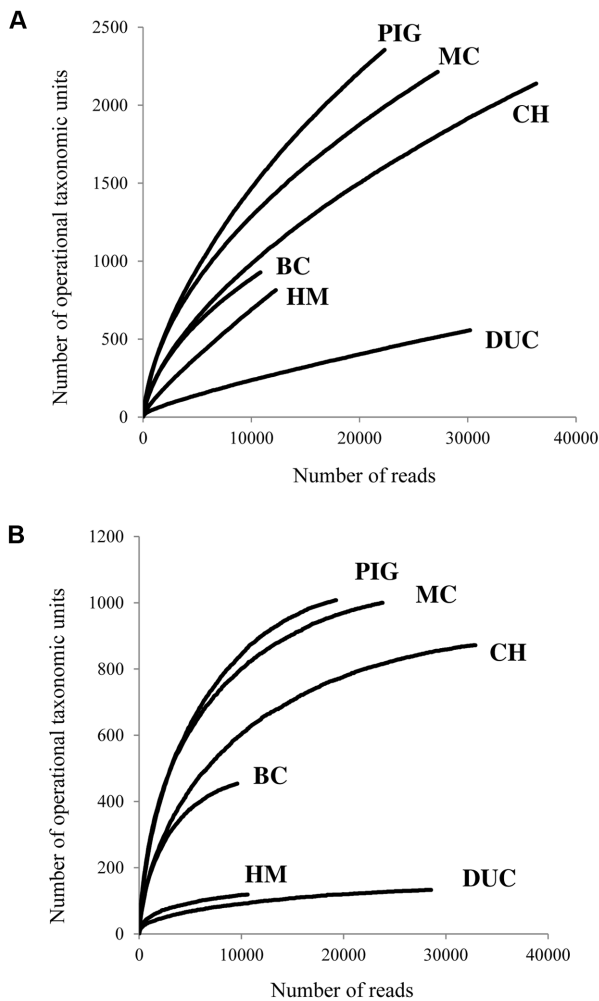 A
2500
2000
1500
1000
500
0
Number of operational taxonomic units
PIG
MC
CH
BC
HM
DUC
0 10000 20000 30000 40000
Number of reads
B
1200
1000
800
600
400
200
0
Number of operational taxonomic units
PIG
MC
CH
BC
HM
DUC
0 10000 20000 30000 40000
Number of reads